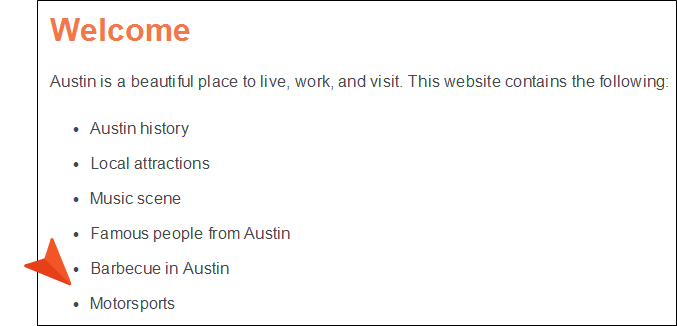 Welcome
Austin is a beautiful place to live, work, and visit. This website contains the following:
• Austin history
• Local attractions
• Music scene
• Famous people from Austin
• Barbecue in Austin
• Motorsports